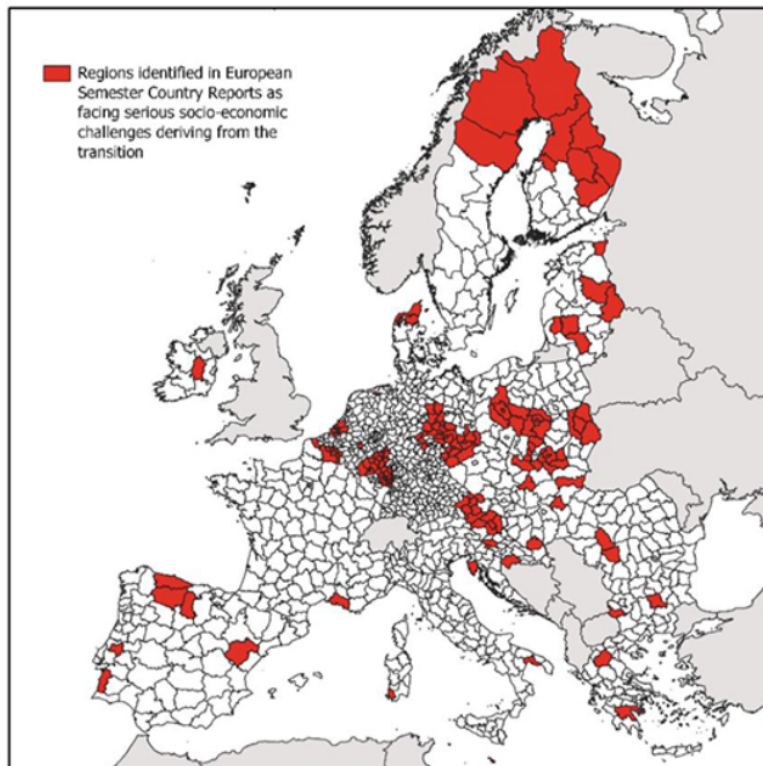 Regions identified in European
Semester Country Reports as
facing serious socio-economic
challenges deriving from the
transition